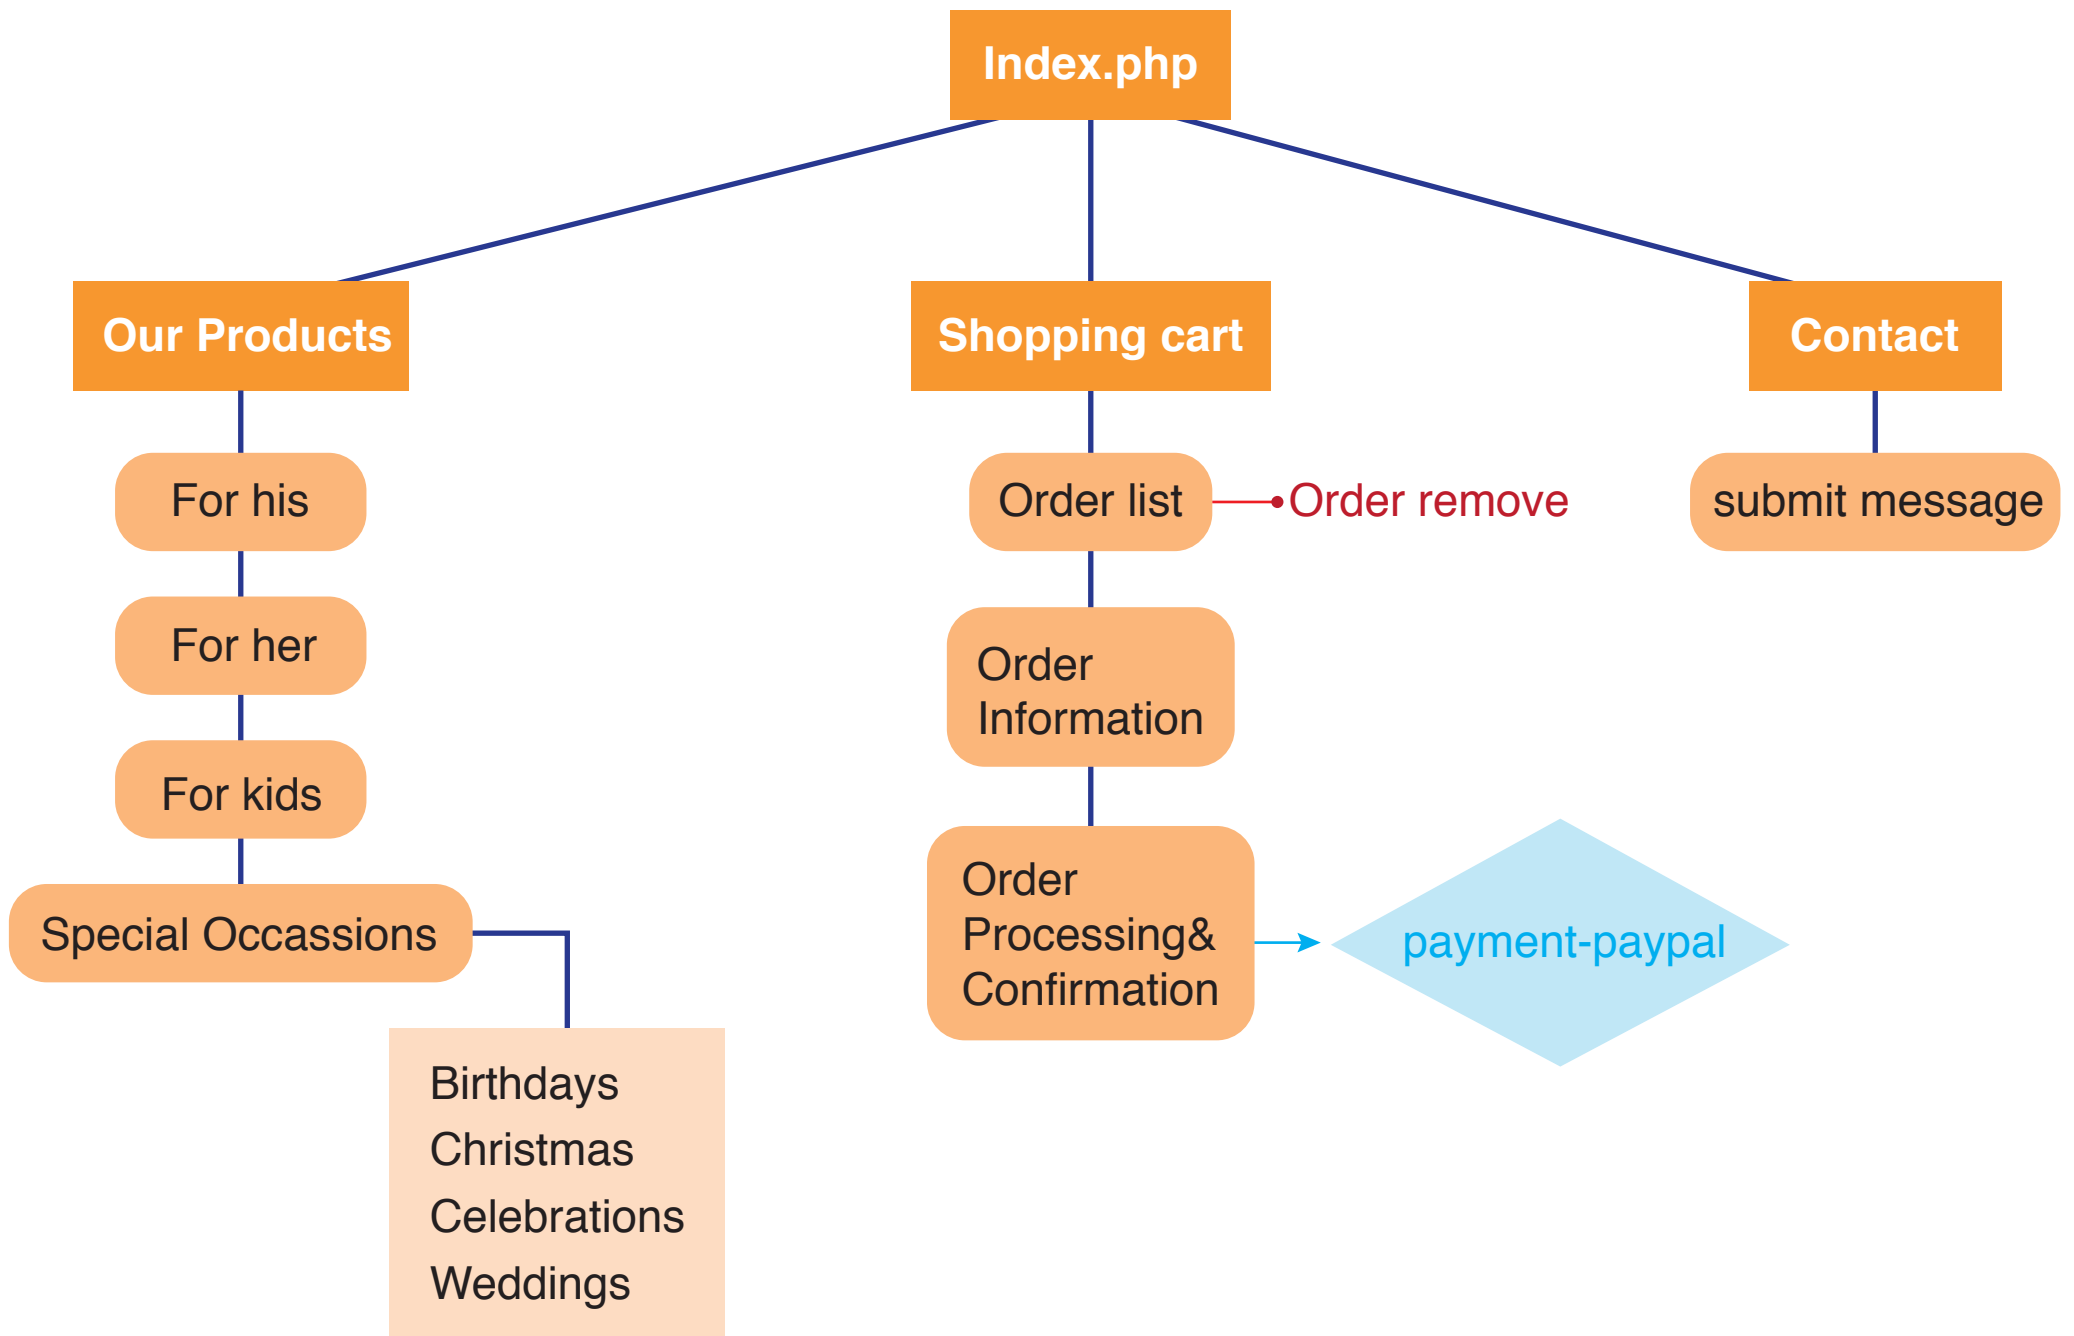 Index.php
Our Products
Shopping cart
Contact
For his
For her
For kids
Special Occassions
Birthdays
Christmas
Celebrations
Weddings
Order list
Order remove
Order
Information
Order
Processing&
Confirmation
payment-paypal
submit message